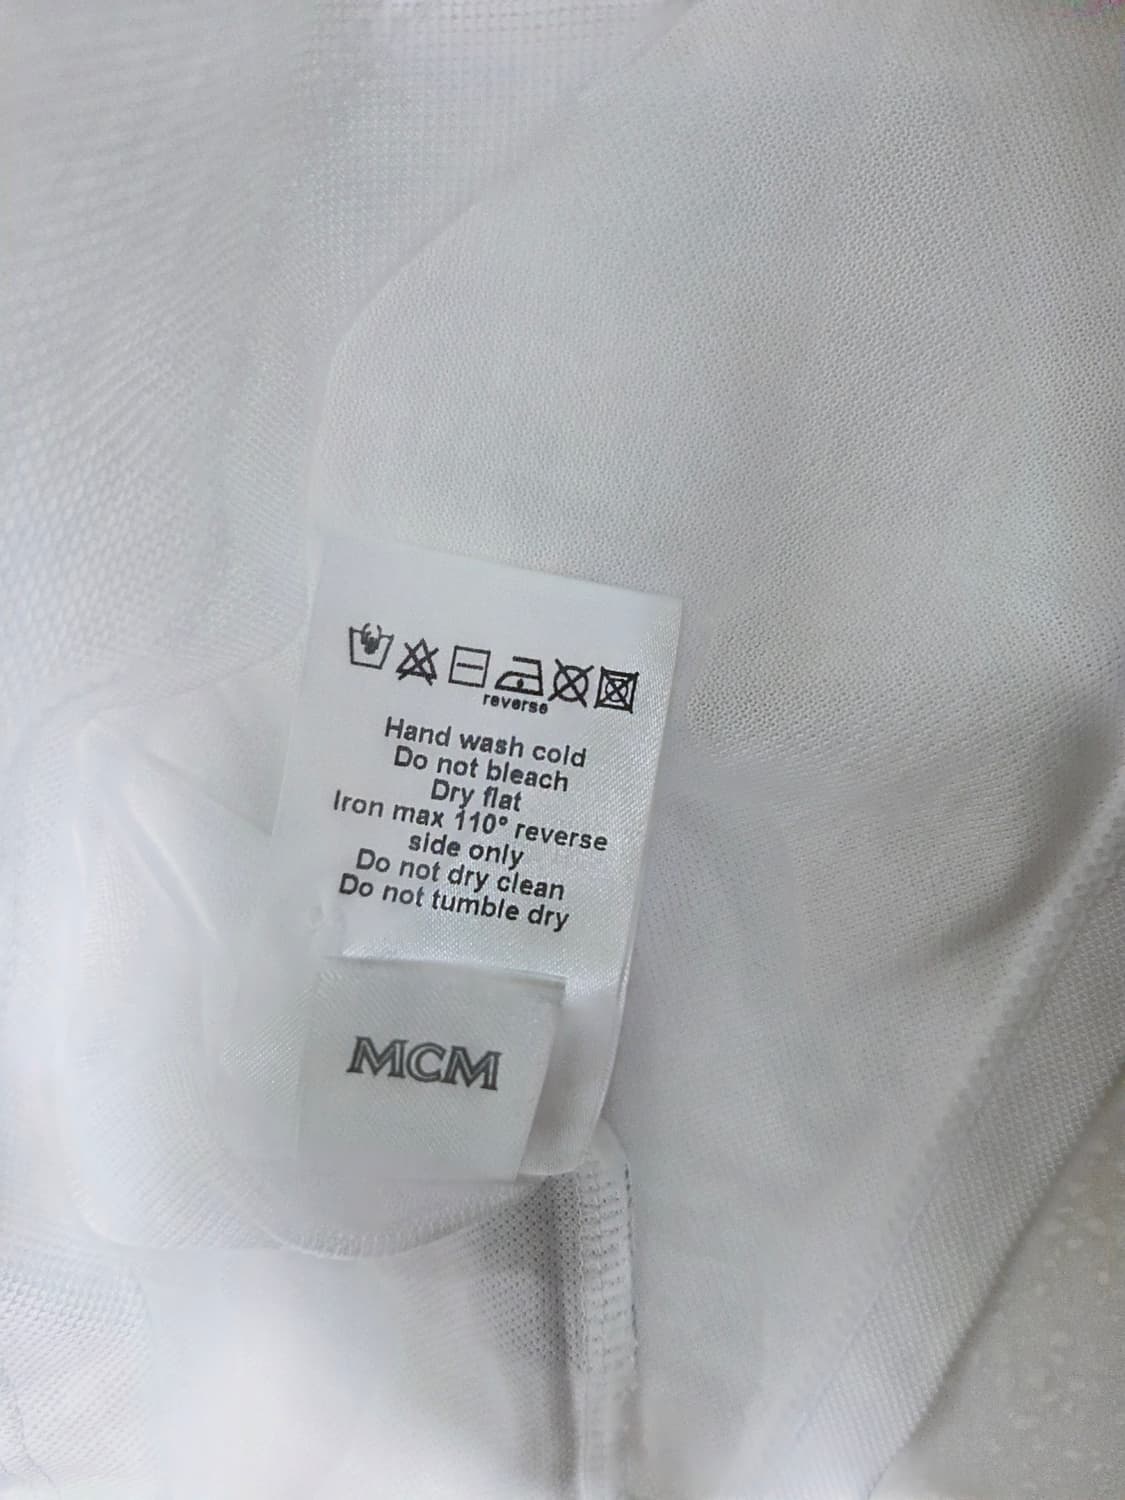 reverse
Hand wash cold
Do not bleach
Dry flat
Iron max 110° reverse
side only
Do not dry clean
Do not tumble dry
MCM